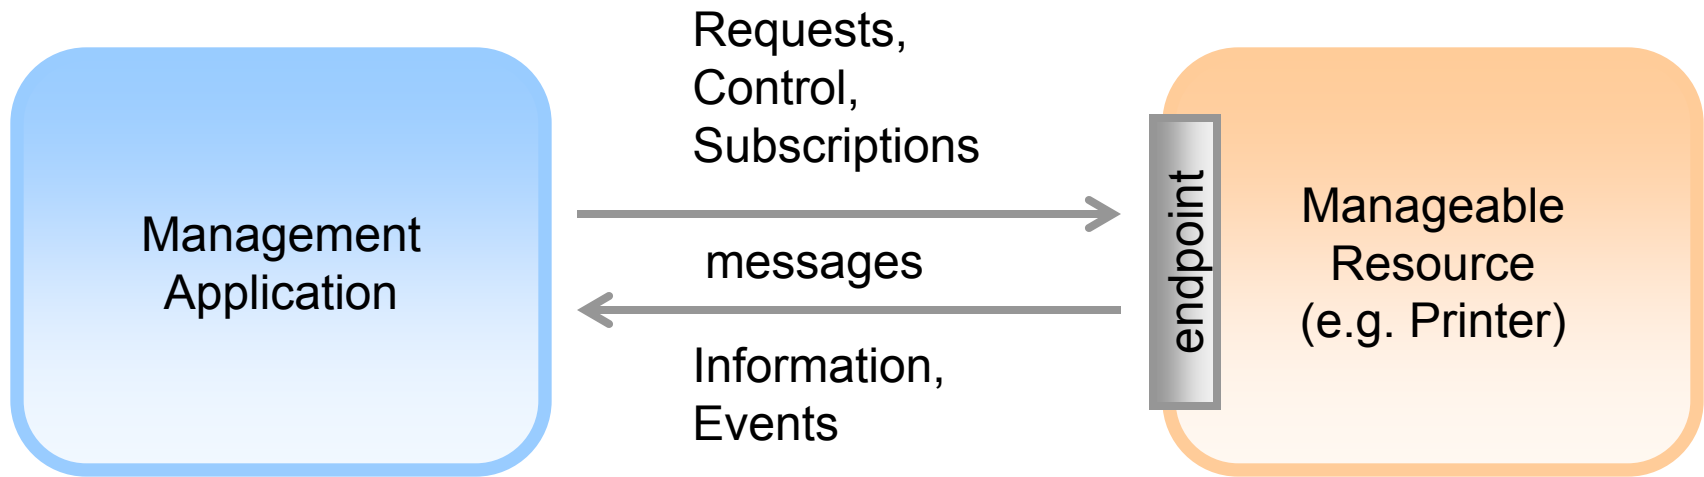 Management
Application
Requests,
Control,
Subscriptions
messages
Information,
Events
endpoint
Manageable
Resource
(e.g. Printer)